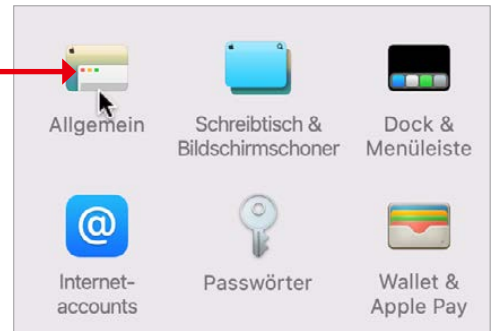 Allgemein
Schreibtisch &
Bildschirmschoner
Dock &
Menüleiste
Internet-
accounts
Passwörter
Wallet &
Apple Pay